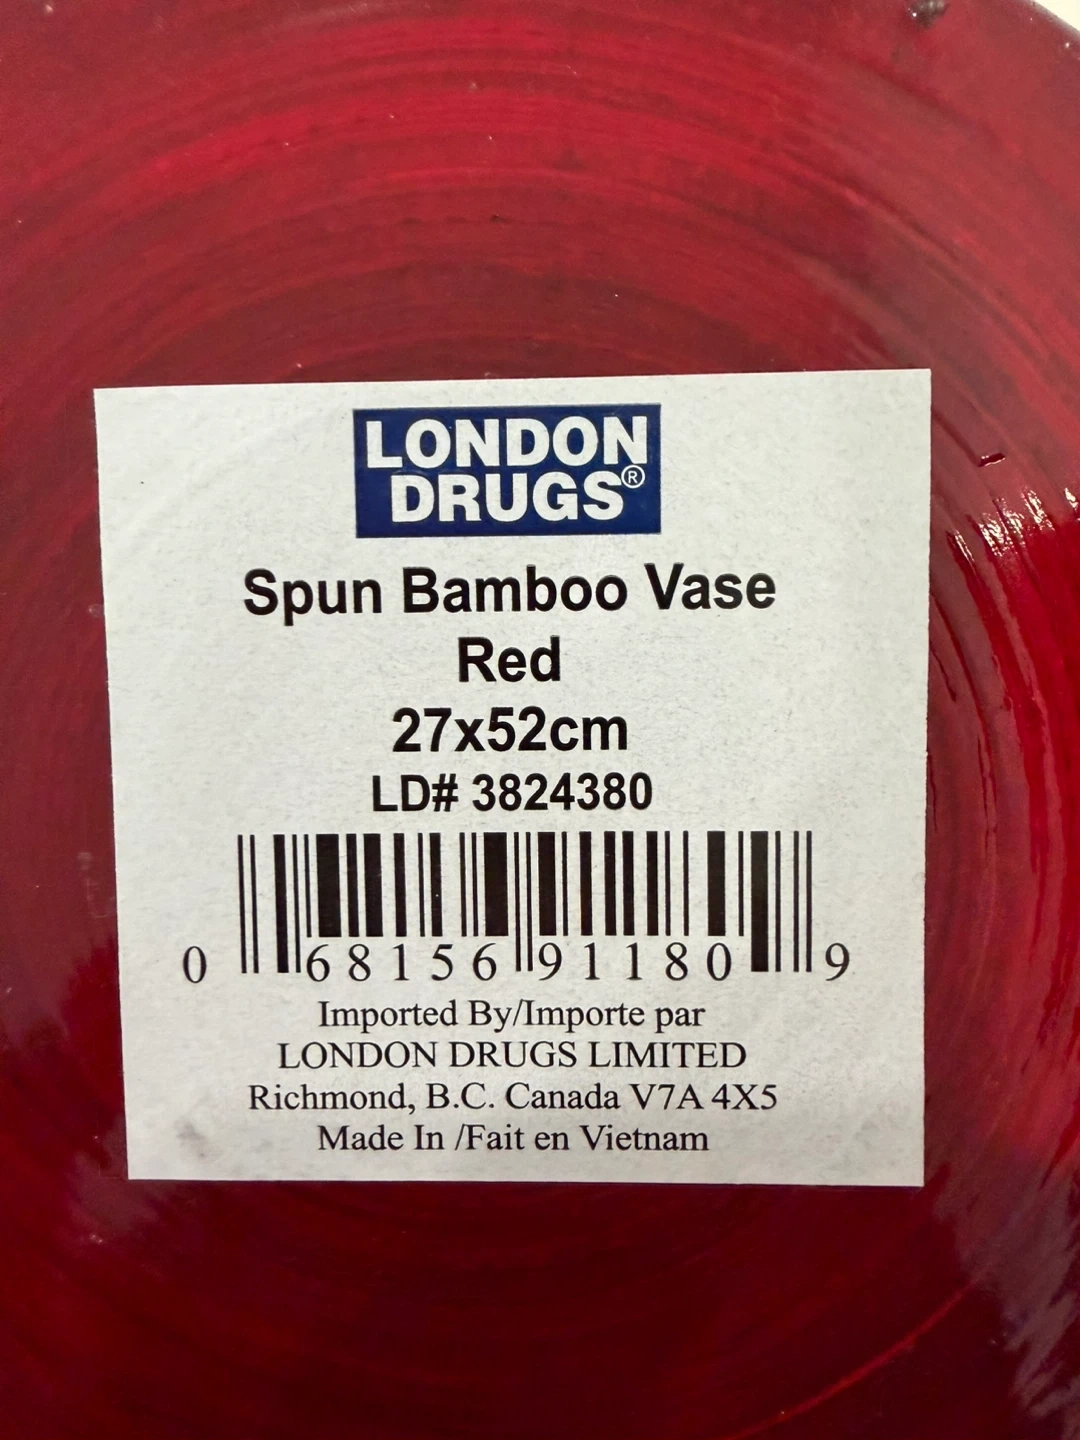 LONDON
DRUGS®
Spun Bamboo Vase
Red
27x52cm
LD# 3824380
0 68156 91180 9
Imported By/Importe par
LONDON DRUGS LIMITED
Richmond, B.C. Canada V7A 4X5
Made In /Fait en Vietnam